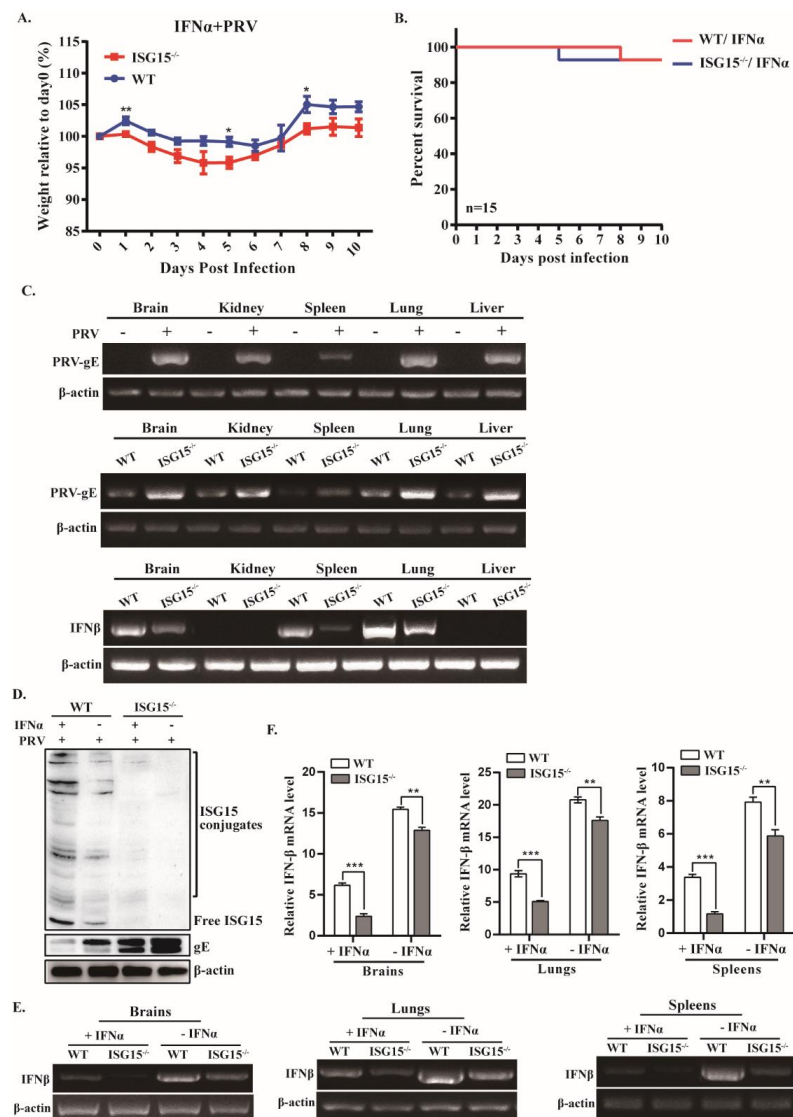 A.
IFNα+PRV
ISG15-/-
WT
**
*
*
Weight relative to day0 (%)
115
110
105
100
95
90
85
0 1 2 3 4 5 6 7 8 9 10
Days Post Infection
B.
WT/ IFNα
ISG15-/-/IFNα
Percent survival
100
80
60
40
20
0
n=15
0 1 2 3 4 5 6 7 8 9 10
Days post infection
C.
Brain Kidney Spleen Lung Liver
PRV - + - + - + - + - +
PRV-gE
β-actin
Brain Kidney Spleen Lung Liver
WT ISG15-/- WT ISG15-/- WT ISG15-/- WT ISG15-/- WT ISG15-/-
PRV-gE
β-actin
Brain Kidney Spleen Lung Liver
WT ISG15-/- WT ISG15-/- WT ISG15-/- WT ISG15-/- WT ISG15-/-
IFNβ
β-actin
D.
WT ISG15-/-
IFNα + - + -
PRV + + + +
ISG15
conjugates
Free ISG15
gE
β-actin
F.
WT
ISG15-/-
Relative IFN-β mRNA level
20
15
10
5
0
***
**
+ IFNα - IFNα
Brains
WT
ISG15-/-
Relative IFN-β mRNA level
25
20
15
10
5
0
***
**
+ IFNα - IFNα
Lungs
WT
ISG15-/-
Relative IFN-β mRNA level
10
8
6
4
2
0
***
**
+ IFNα - IFNα
Spleens
E.
Brains
+ IFNα - IFNα
WT ISG15-/- WT ISG15-/-
IFNβ
β-actin
Lungs
+ IFNα - IFNα
WT ISG15-/- WT ISG15-/-
IFNβ
β-actin
Spleens
+ IFNα - IFNα
WT ISG15-/- WT ISG15-/-
IFNβ
β-actin